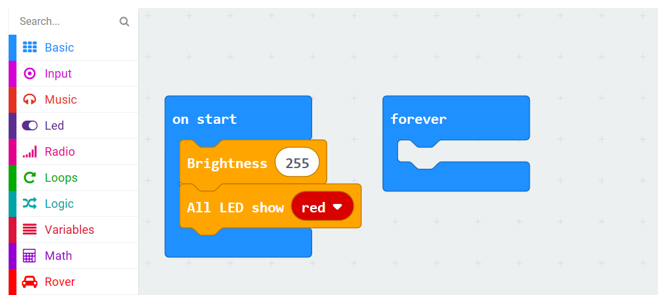 Search...
Basic
Input
Music
Led
Radio
Loops
Logic
Variables
Math
Rover
on start
Brightness 255
All LED show red
forever